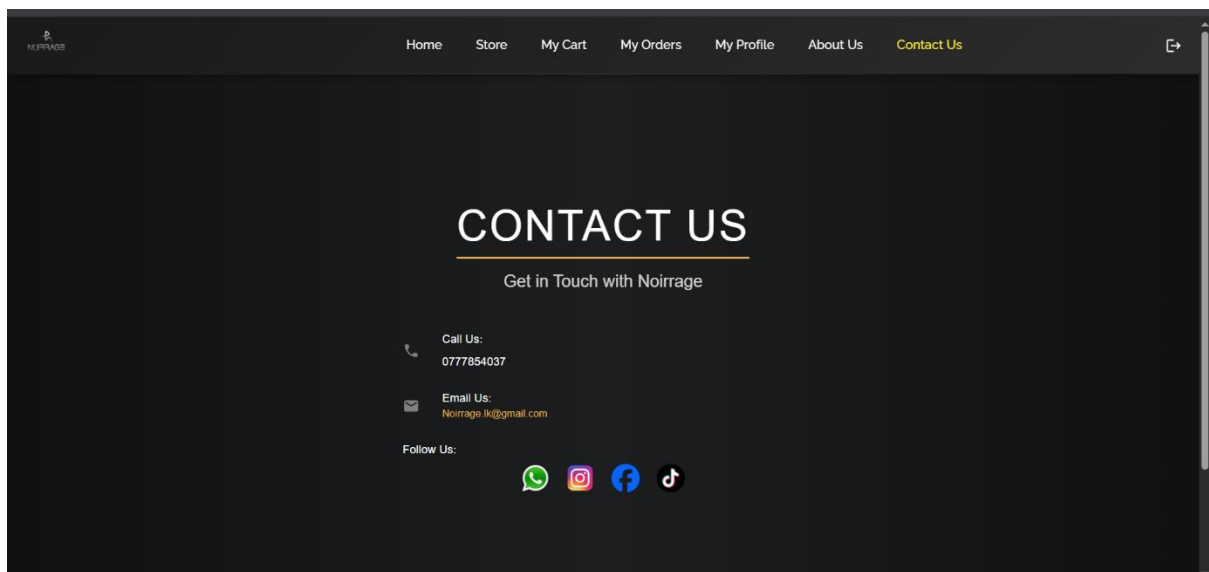 NOIRRAGE
Home Store My Cart My Orders My Profile About Us Contact Us
CONTACT US
Get in Touch with Noirrage
Call Us:
0777854037
Email Us:
Noirrage.lk@gmail.com
Follow Us: